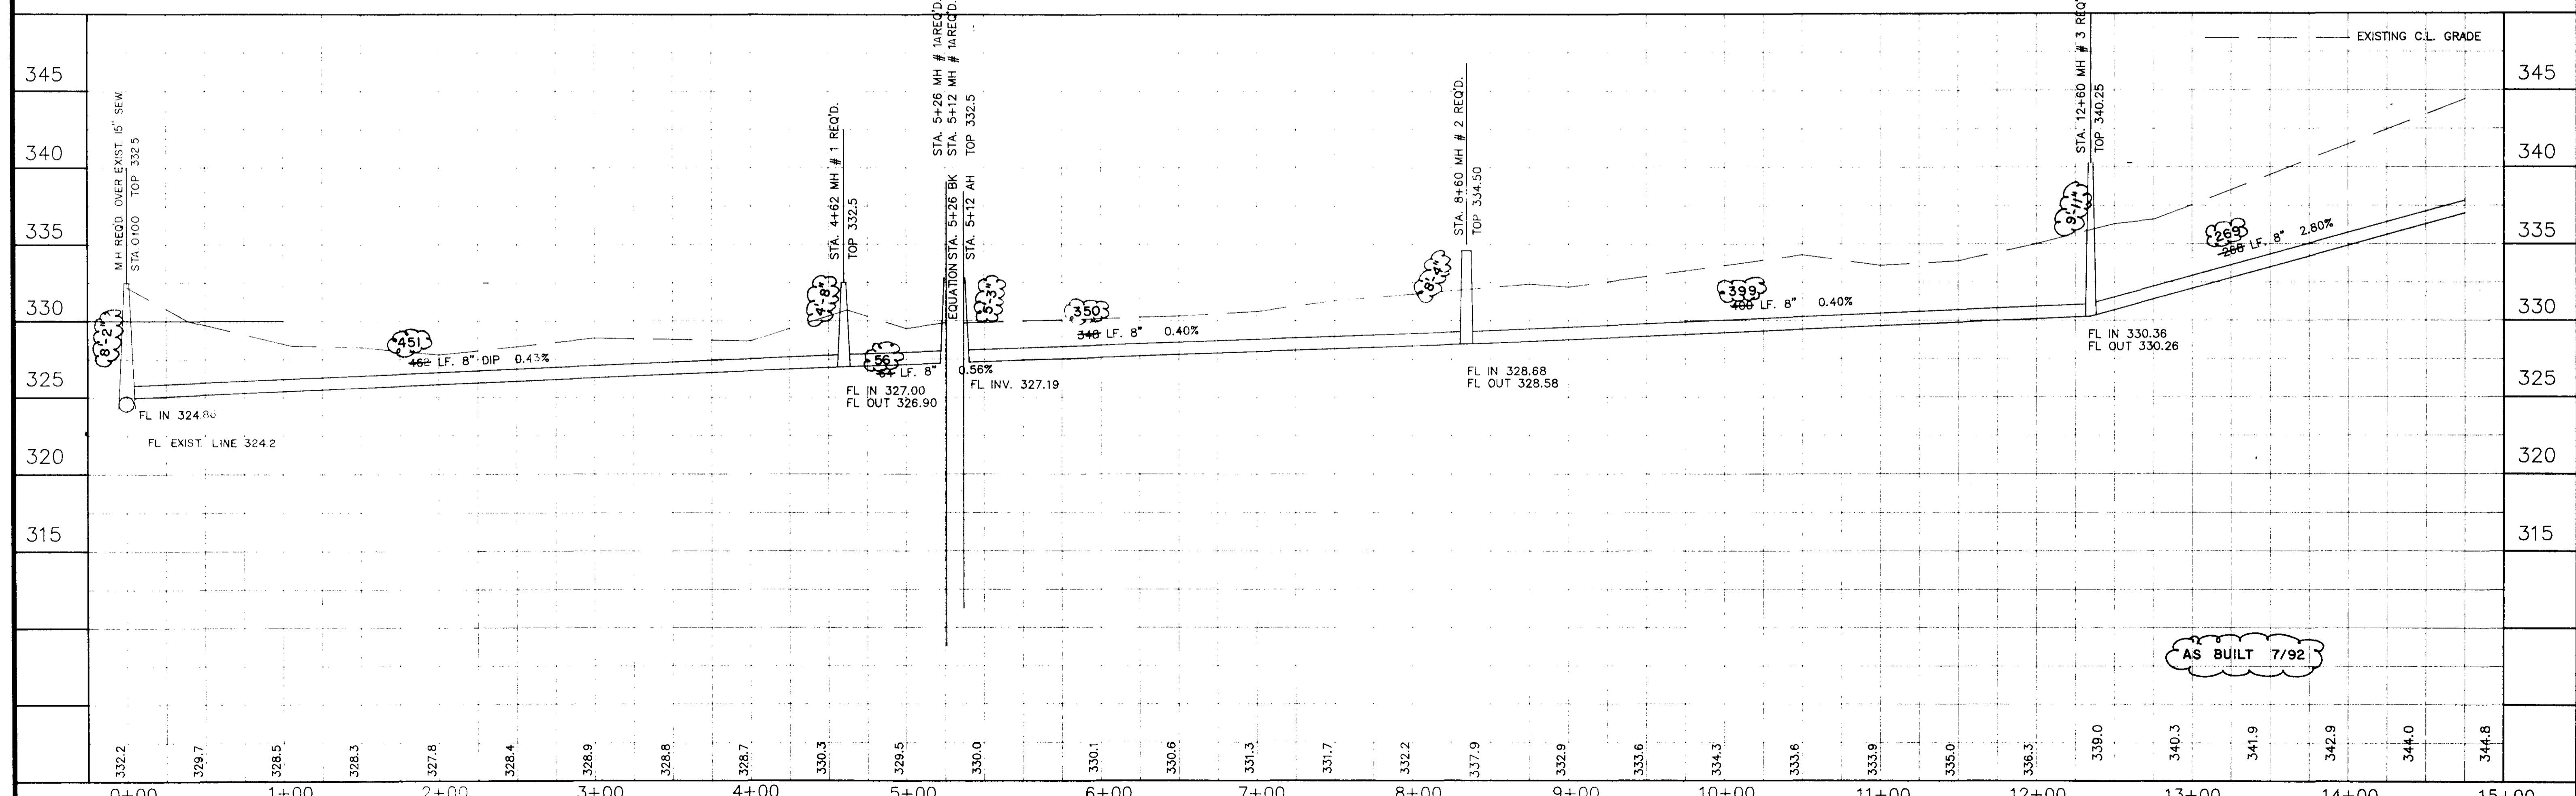 EXISTING C.L. GRADE
345
340
335
330
325
320
315
345
340
335
330
325
320
315
M H REQ'D. OVER EXIST. 15" SEW.
STA 0+00 TOP 332.5
8'-2"
FL IN 324.86
FL EXIST. LINE 324.2
451
462 LF. 8" DIP 0.43%
STA. 4+62 MH # 1 REQ'D.
TOP 332.5
4'-8"
FL IN 327.00
FL OUT 326.90
56
64 LF. 8" 0.56%
STA. 5+26 MH # 1A REQ'D.
STA. 5+12 MH # 1A REQ'D.
TOP 332.5
EQUATION STA. 5+26 BK
STA. 5+12 AH
5'-3"
FL INV. 327.19
350
348 LF. 8" 0.40%
STA. 8+60 MH # 2 REQ'D.
TOP 334.50
8'-4"
FL IN 328.68
FL OUT 328.58
399
400 LF. 8" 0.40%
STA. 12+60 MH # 3 REQ'D
TOP 340.25
9'-11"
FL IN 330.36
FL OUT 330.26
269
268 LF. 8" 2.80%
AS BUILT 7/92
332.2 329.7 328.5 328.3 327.8 328.4 328.9 328.8 328.7 330.3 329.5 330.0 330.1 330.6 331.3 331.7 332.2 337.9 332.9 333.6 334.3 333.6 333.9 335.0 336.3 339.0 340.3 341.9 342.9 344.0 344.8
0+00 1+00 2+00 3+00 4+00 5+00 6+00 7+00 8+00 9+00 10+00 11+00 12+00 13+00 14+00 15+00